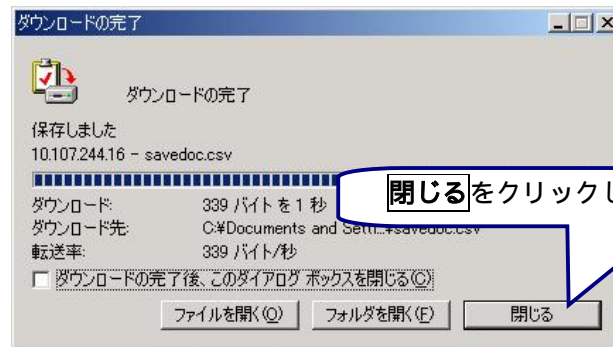 ダウンロードの完了
ダウンロードの完了
保存しました
10.107.244.16 - savedoc.csv
閉じるをクリックし
ダウンロード: 339 バイト を 1 秒
ダウンロード先: C:¥Documents and Setti...¥savedoc.csv
転送率: 339 バイト/秒
ダウンロードの完了後、このダイアログ ボックスを閉じる(C)
ファイルを開く(O) フォルダを開く(F) 閉じる